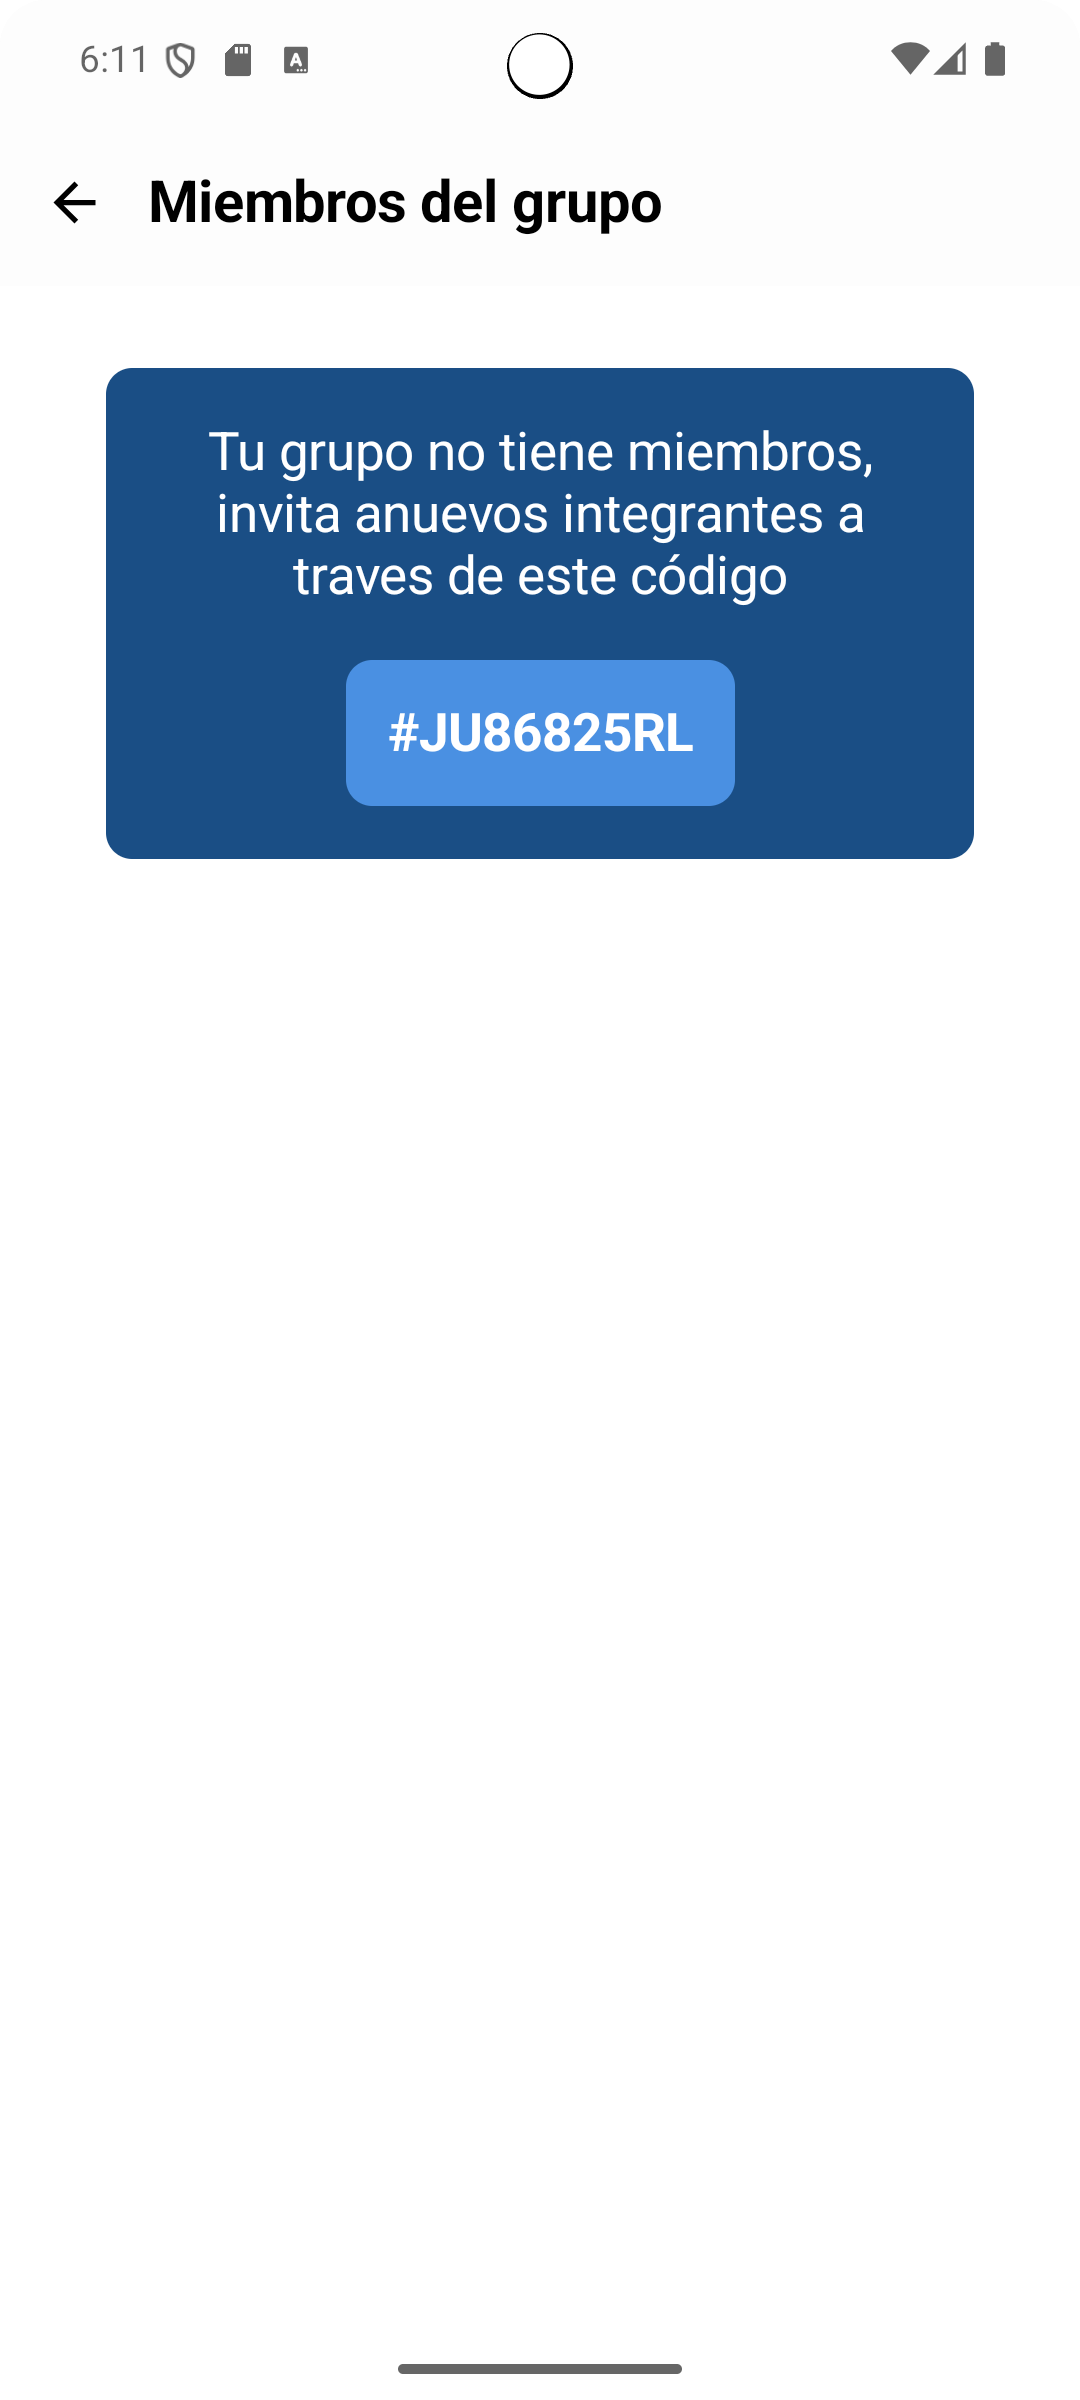 6:11
Miembros del grupo
Tu grupo no tiene miembros,
invita anuevos integrantes a
traves de este código
#JU86825RL